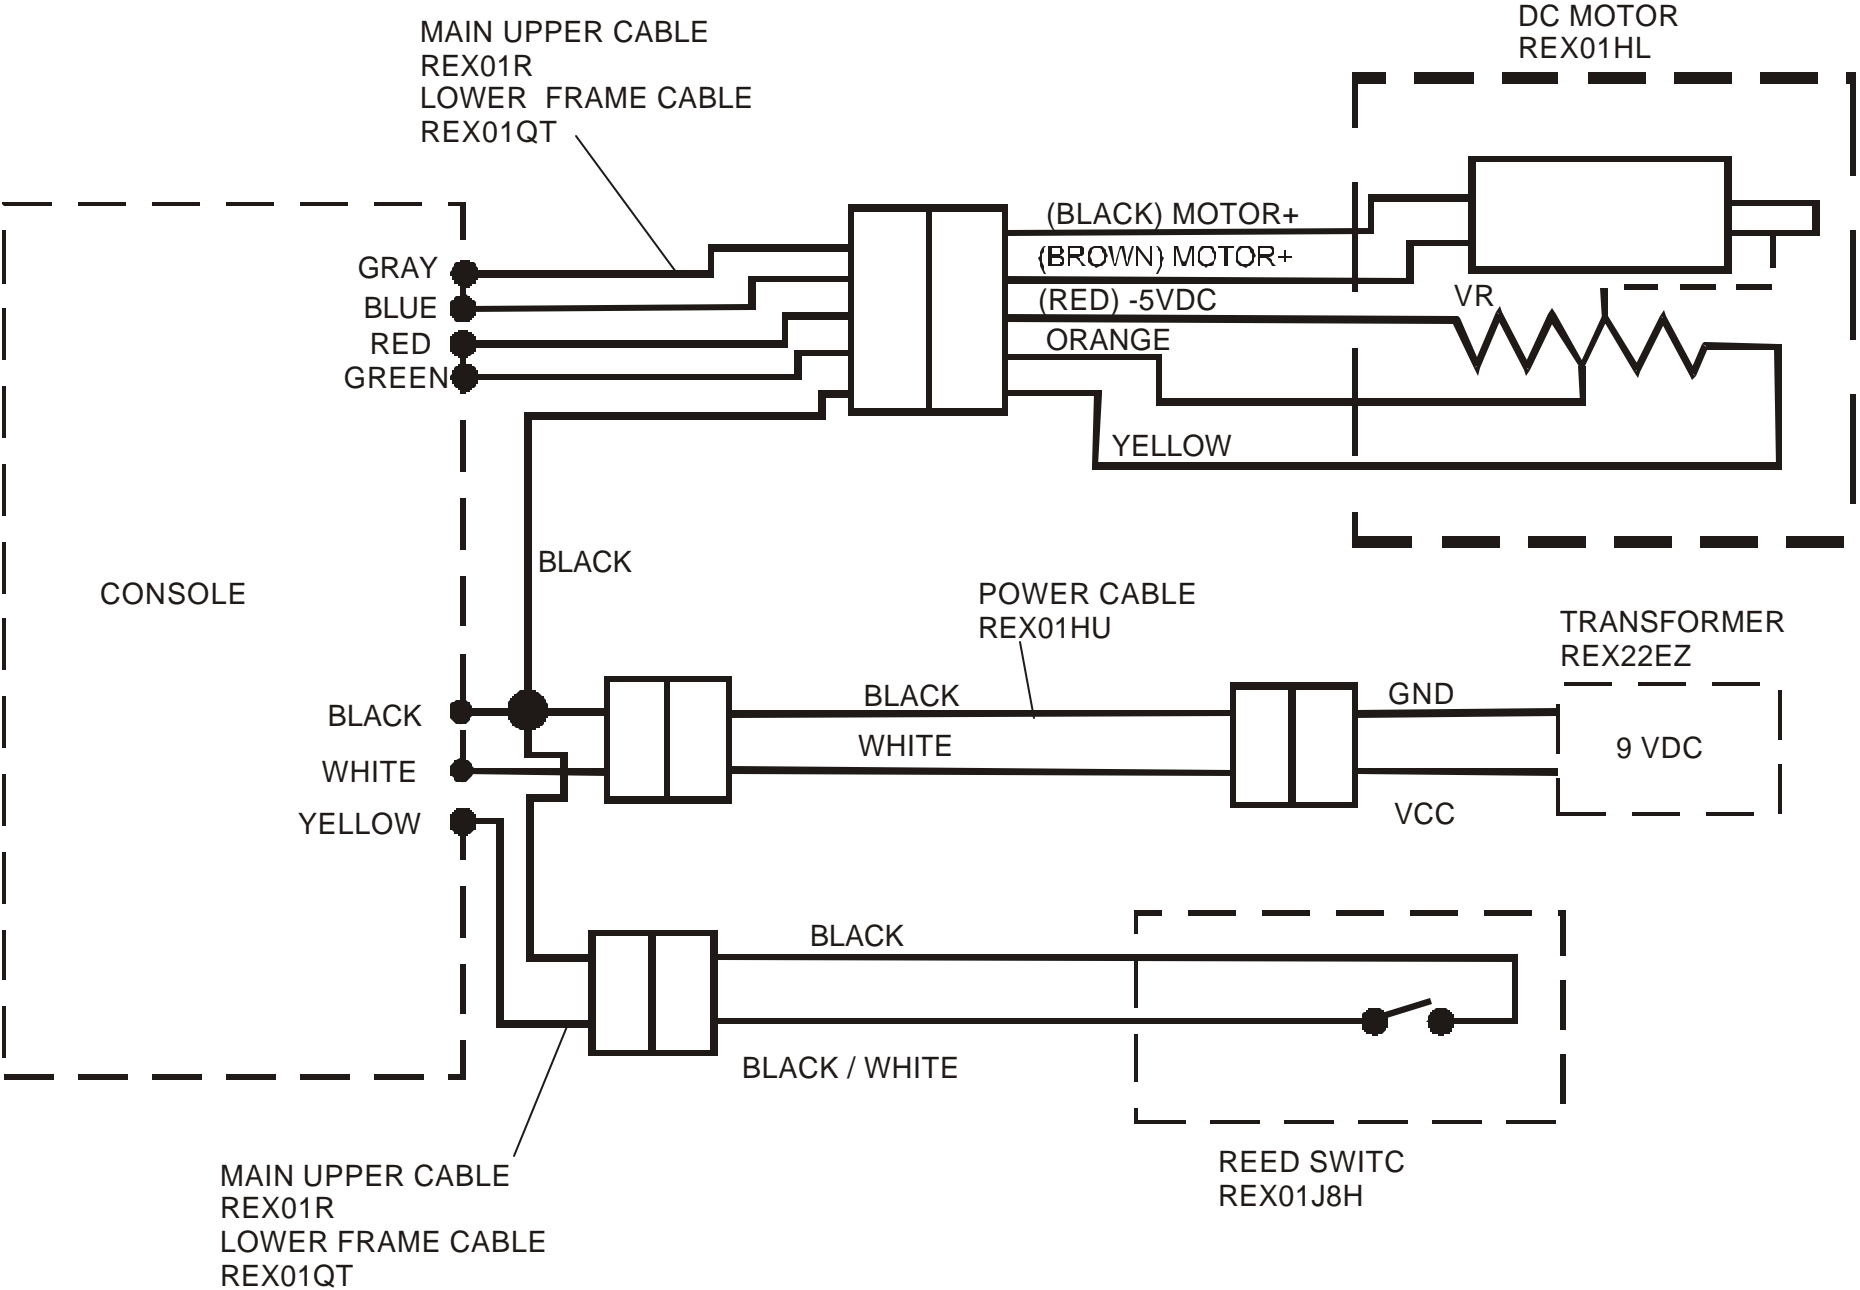 MAIN UPPER CABLE
REX01R
LOWER FRAME CABLE
REX01QT
DC MOTOR
REX01HL
GRAY
BLUE
RED
GREEN
(BLACK) MOTOR+
(BROWN) MOTOR+
(RED) -5VDC
ORANGE
YELLOW
VR
BLACK
CONSOLE
POWER CABLE
REX01HU
TRANSFORMER
REX22EZ
BLACK
WHITE
YELLOW
BLACK
WHITE
GND
VCC
9 VDC
BLACK
BLACK / WHITE
REED SWITC
REX01J8H
MAIN UPPER CABLE
REX01R
LOWER FRAME CABLE
REX01QT